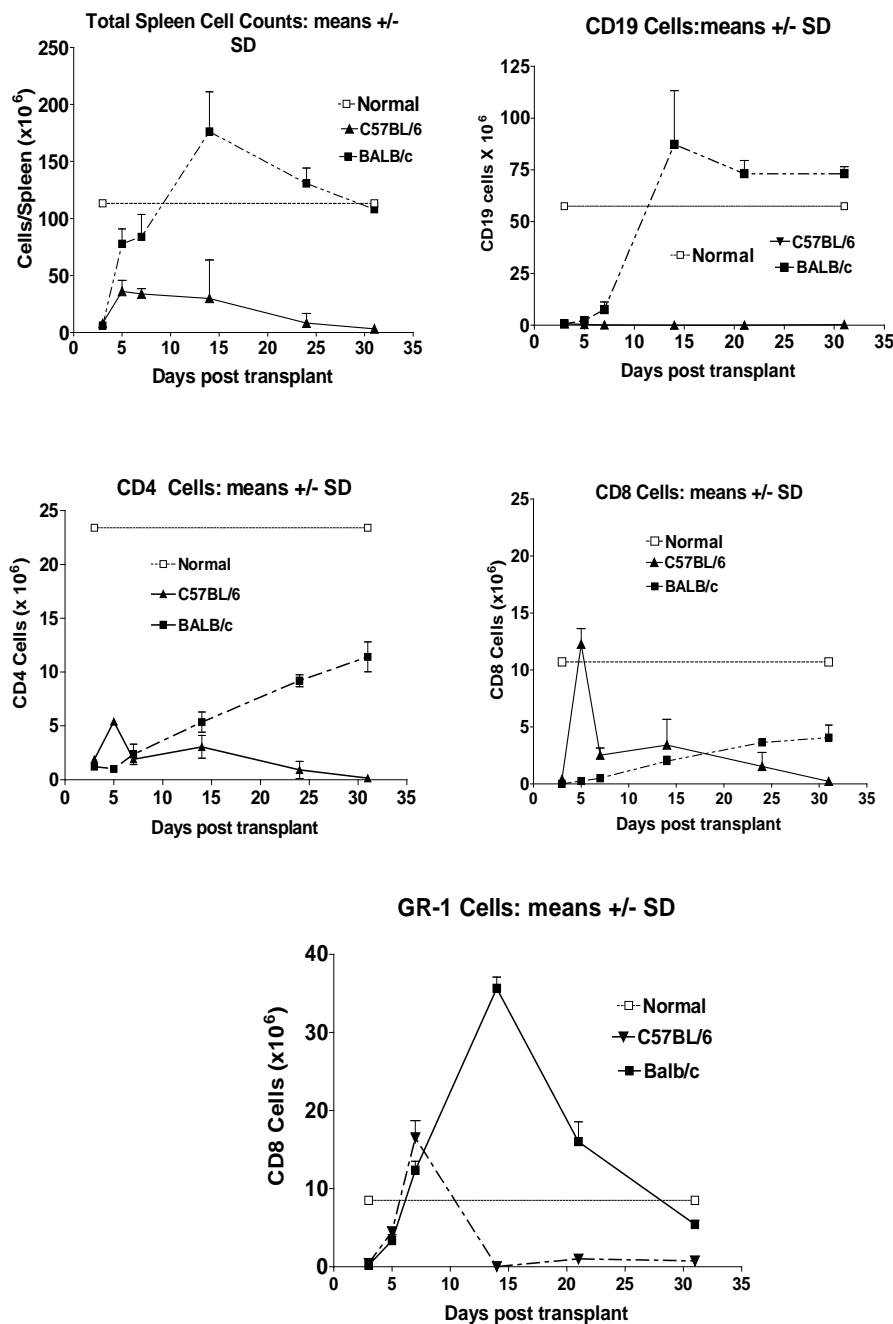 Total Spleen Cell Counts: means +/-
SD
250
200
150
100
50
0
Cells/Spleen (x10⁶)
Normal
C57BL/6
BALB/c
0 5 10 15 20 25 30 35
Days post transplant
CD19 Cells:means +/- SD
125
100
75
50
25
0
CD19 cells X 10⁶
Normal
C57BL/6
BALB/c
0 5 10 15 20 25 30 35
Days post transplant
CD4 Cells: means +/- SD
25
20
15
10
5
0
CD4 Cells (x 10⁶)
Normal
C57BL/6
BALB/c
0 5 10 15 20 25 30 35
Days post transplant
CD8 Cells: means +/- SD
25
20
15
10
5
0
CD8 Cells (x10⁶)
Normal
C57BL/6
BALB/c
0 5 10 15 20 25 30 35
Days post transplant
GR-1 Cells: means +/- SD
40
30
20
10
0
CD8 Cells (x10⁶)
Normal
C57BL/6
Balb/c
0 5 10 15 20 25 30 35
Days post transplant